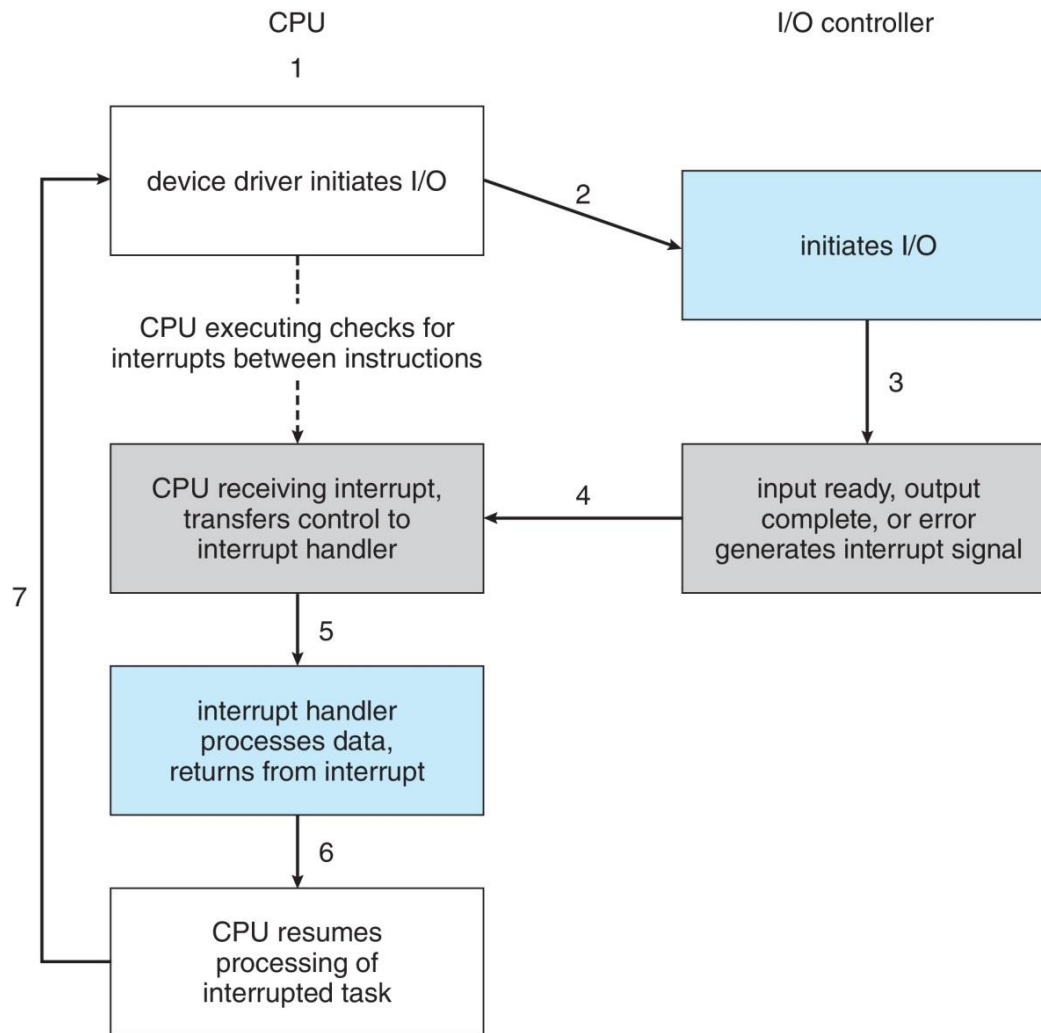 CPU
I/O controller
1
device driver initiates I/O
2
initiates I/O
CPU executing checks for
interrupts between instructions
3
CPU receiving interrupt,
transfers control to
interrupt handler
4
input ready, output
complete, or error
generates interrupt signal
7
5
interrupt handler
processes data,
returns from interrupt
6
CPU resumes
processing of
interrupted task